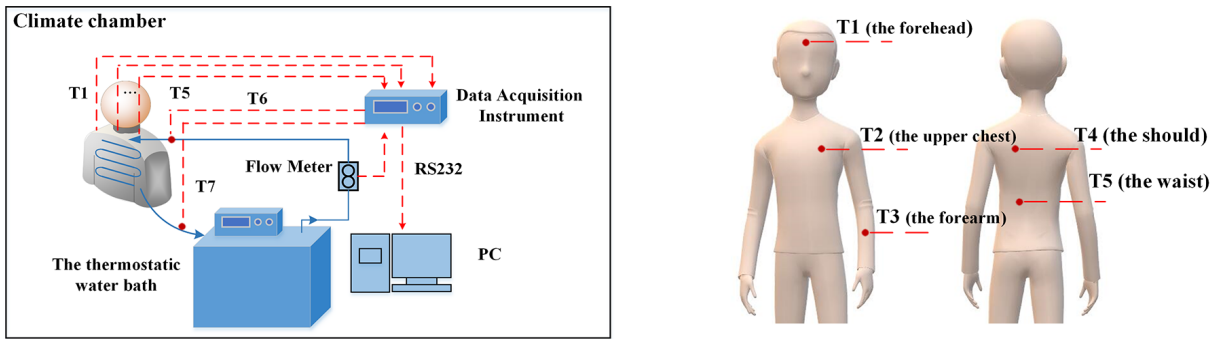 Climate chamber
T1
...
T5
T6
Data Acquisition
Instrument
Flow Meter
RS232
T7
The thermostatic
water bath
PC
T1 (the forehead)
T2 (the upper chest)
T3 (the forearm)
T4 (the should)
T5 (the waist)